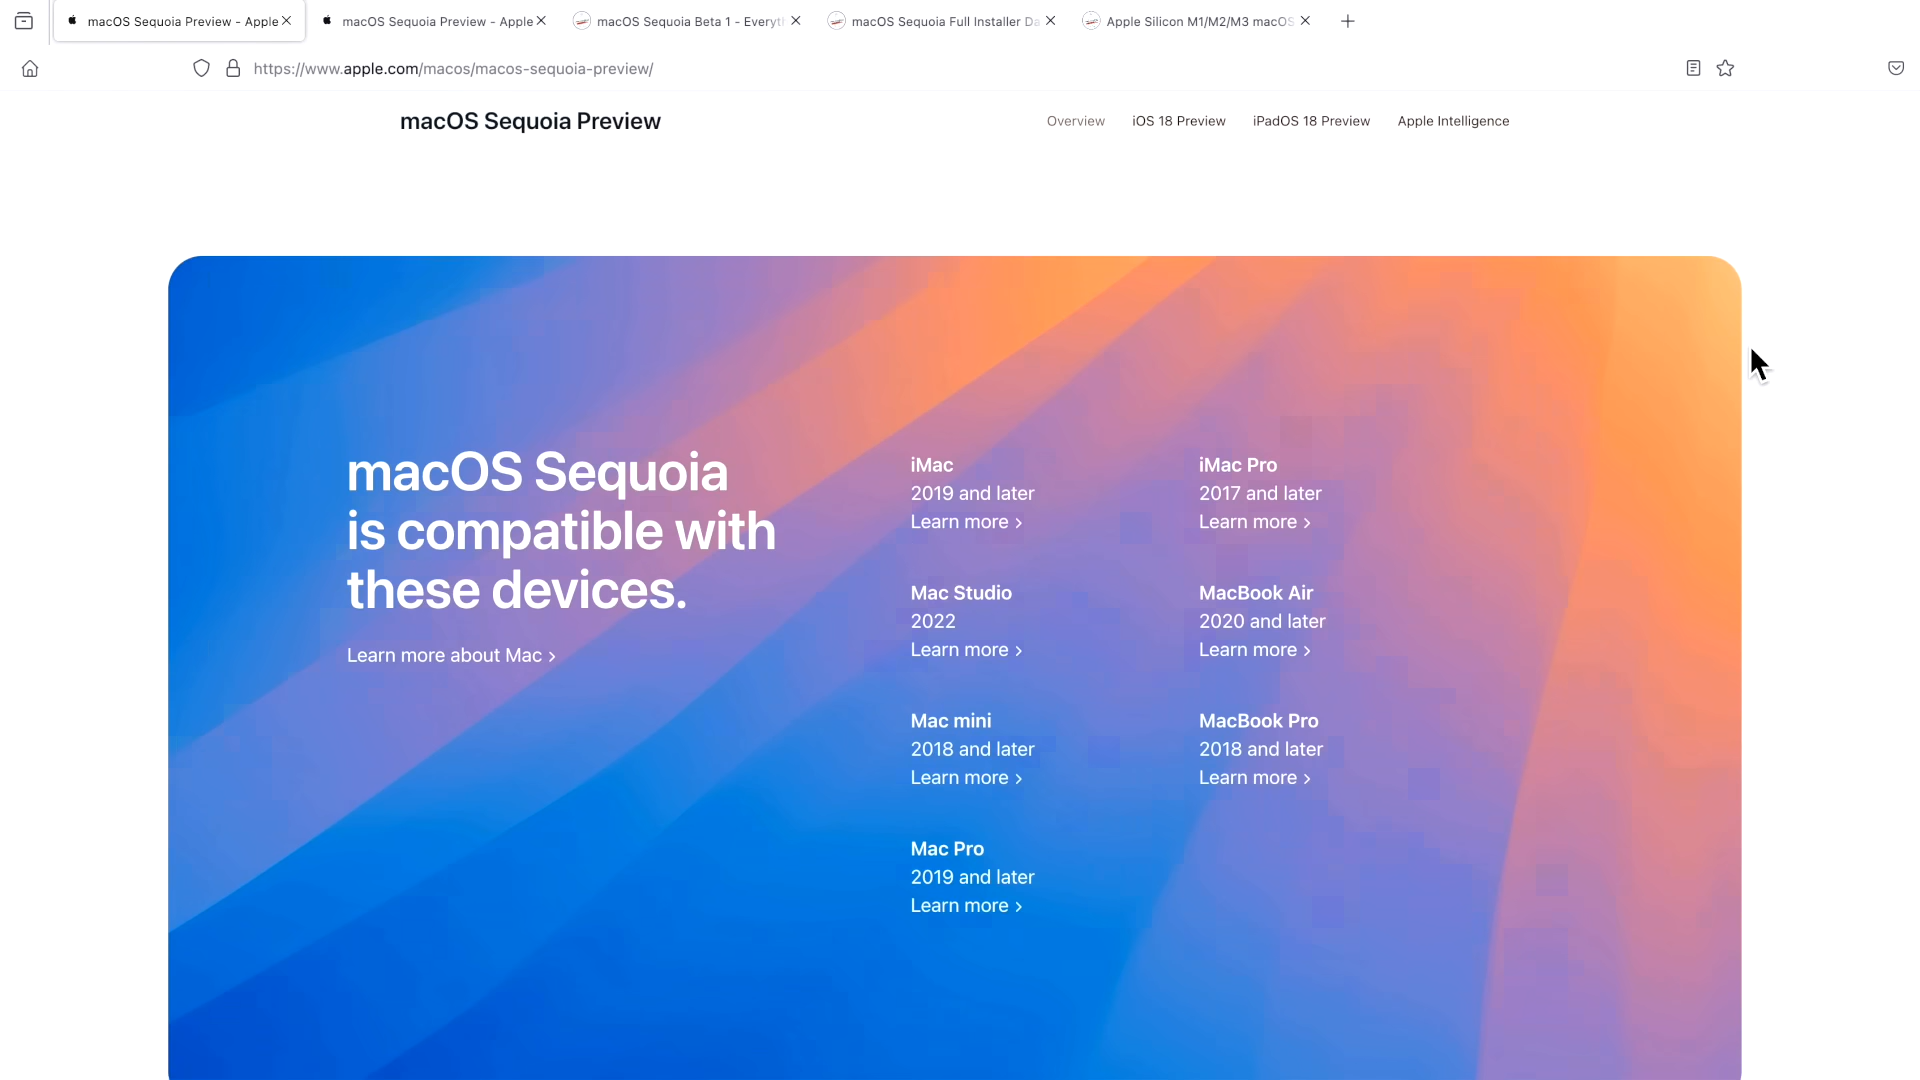 macOS Sequoia Preview - Apple
macOS Sequoia Preview - Apple
macOS Sequoia Beta 1 - Everyt
macOS Sequoia Full Installer Da
Apple Silicon M1/M2/M3 macOS
https://www.apple.com/macos/macos-sequoia-preview/
macOS Sequoia Preview
Overview
iOS 18 Preview
iPadOS 18 Preview
Apple Intelligence
macOS Sequoia
is compatible with
these devices.
Learn more about Mac >
iMac
2019 and later
Learn more >
iMac Pro
2017 and later
Learn more >
Mac Studio
2022
Learn more >
MacBook Air
2020 and later
Learn more >
Mac mini
2018 and later
Learn more >
MacBook Pro
2018 and later
Learn more >
Mac Pro
2019 and later
Learn more >